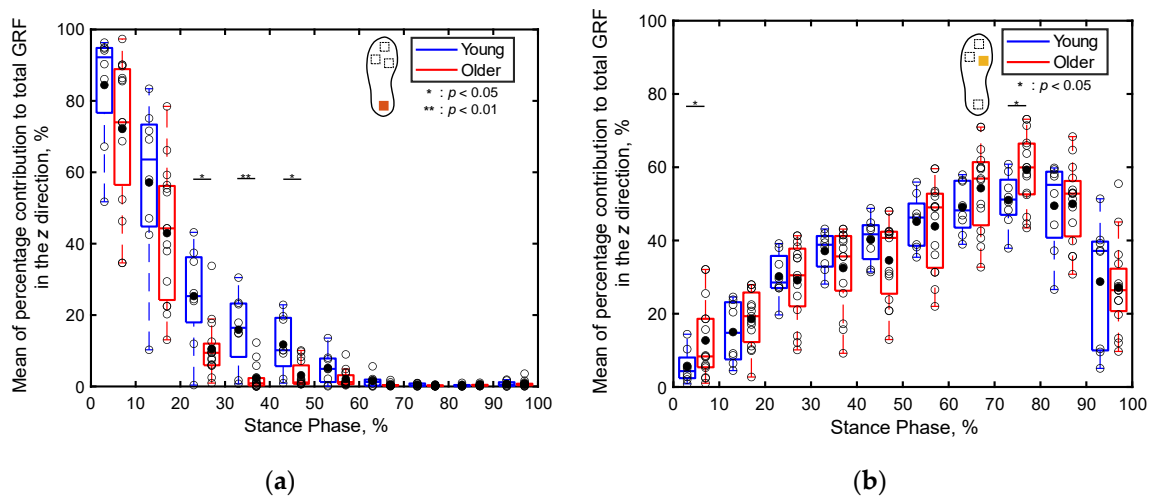 Mean of percentage contribution to total GRF
in the z direction, %
100
80
60
40
20
0
0 10 20 30 40 50 60 70 80 90 100
Stance Phase, %
Young
Older
* : p < 0.05
** : p < 0.01
*
**
*
(a)
Mean of percentage contribution to total GRF
in the z direction, %
100
80
60
40
20
0
0 10 20 30 40 50 60 70 80 90 100
Stance Phase, %
Young
Older
* : p < 0.05
*
*
(b)